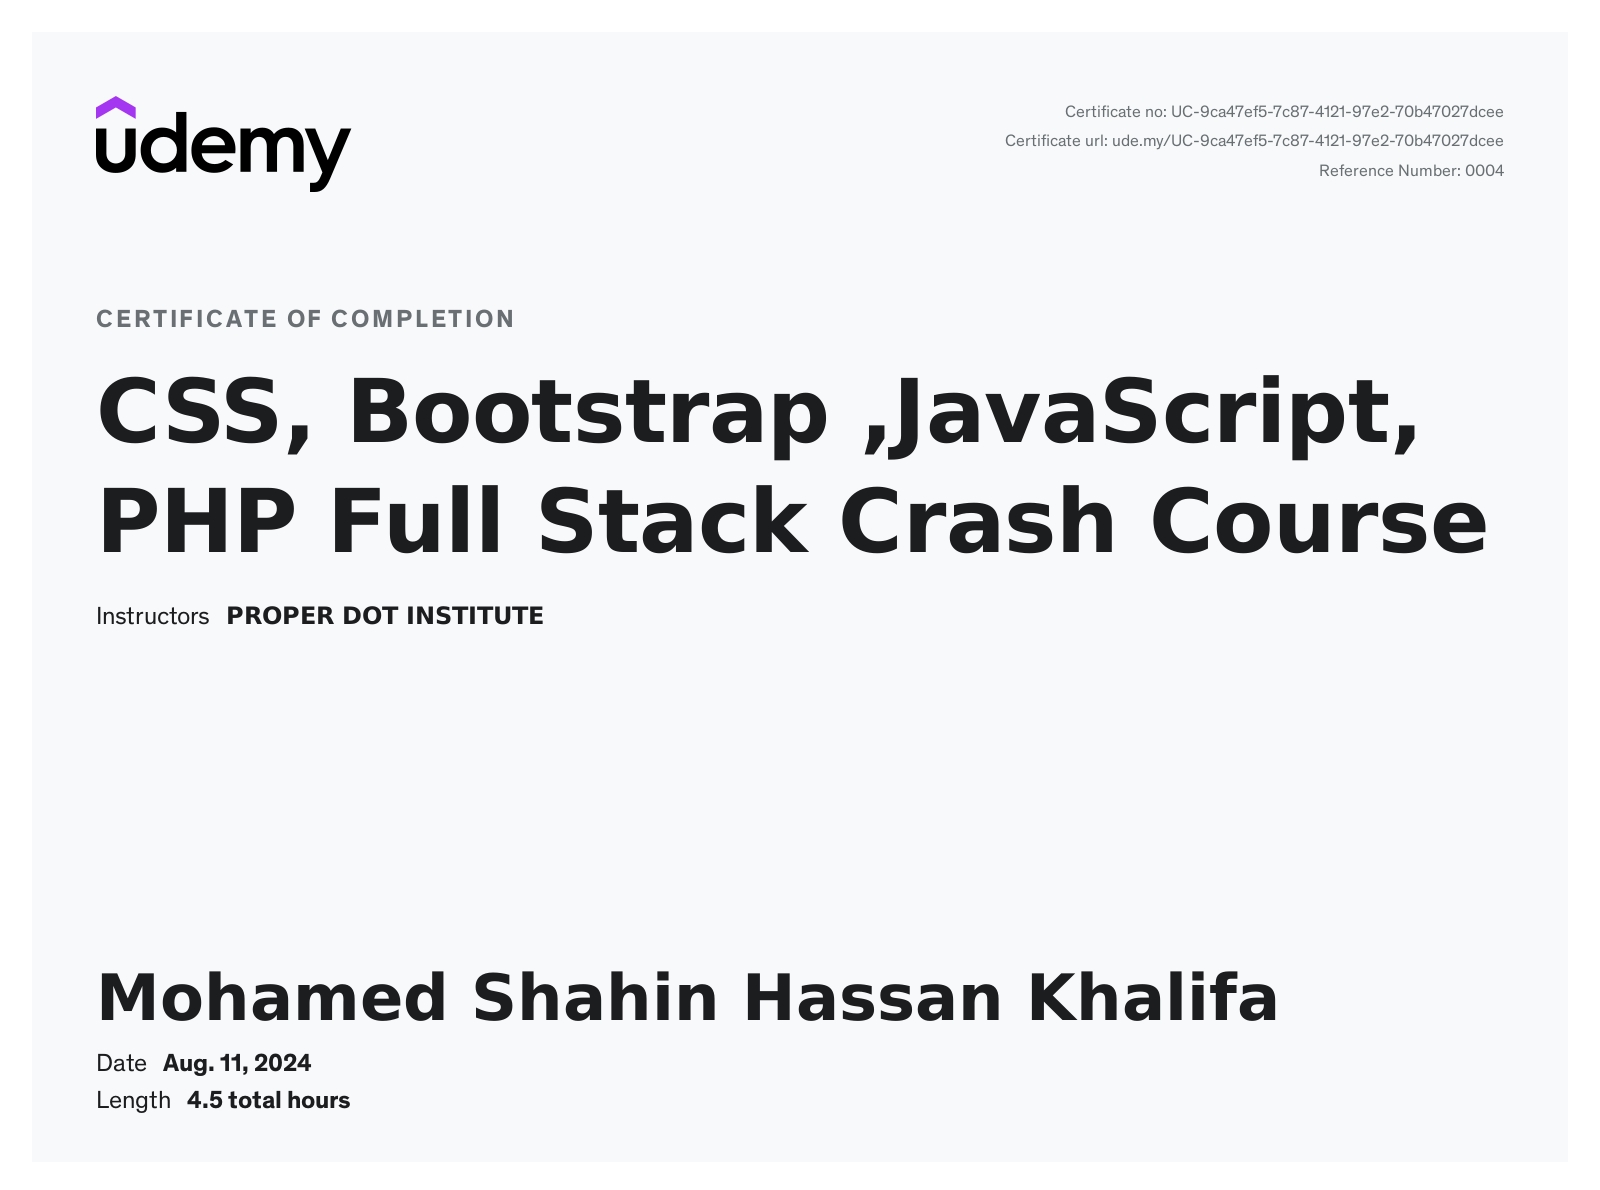 udemy
Certificate no: UC-9ca47ef5-7c87-4121-97e2-70b47027dcee
Certificate url: ude.my/UC-9ca47ef5-7c87-4121-97e2-70b47027dcee
Reference Number: 0004
CERTIFICATE OF COMPLETION
CSS, Bootstrap ,JavaScript,
PHP Full Stack Crash Course
Instructors PROPER DOT INSTITUTE
Mohamed Shahin Hassan Khalifa
Date Aug. 11, 2024
Length 4.5 total hours